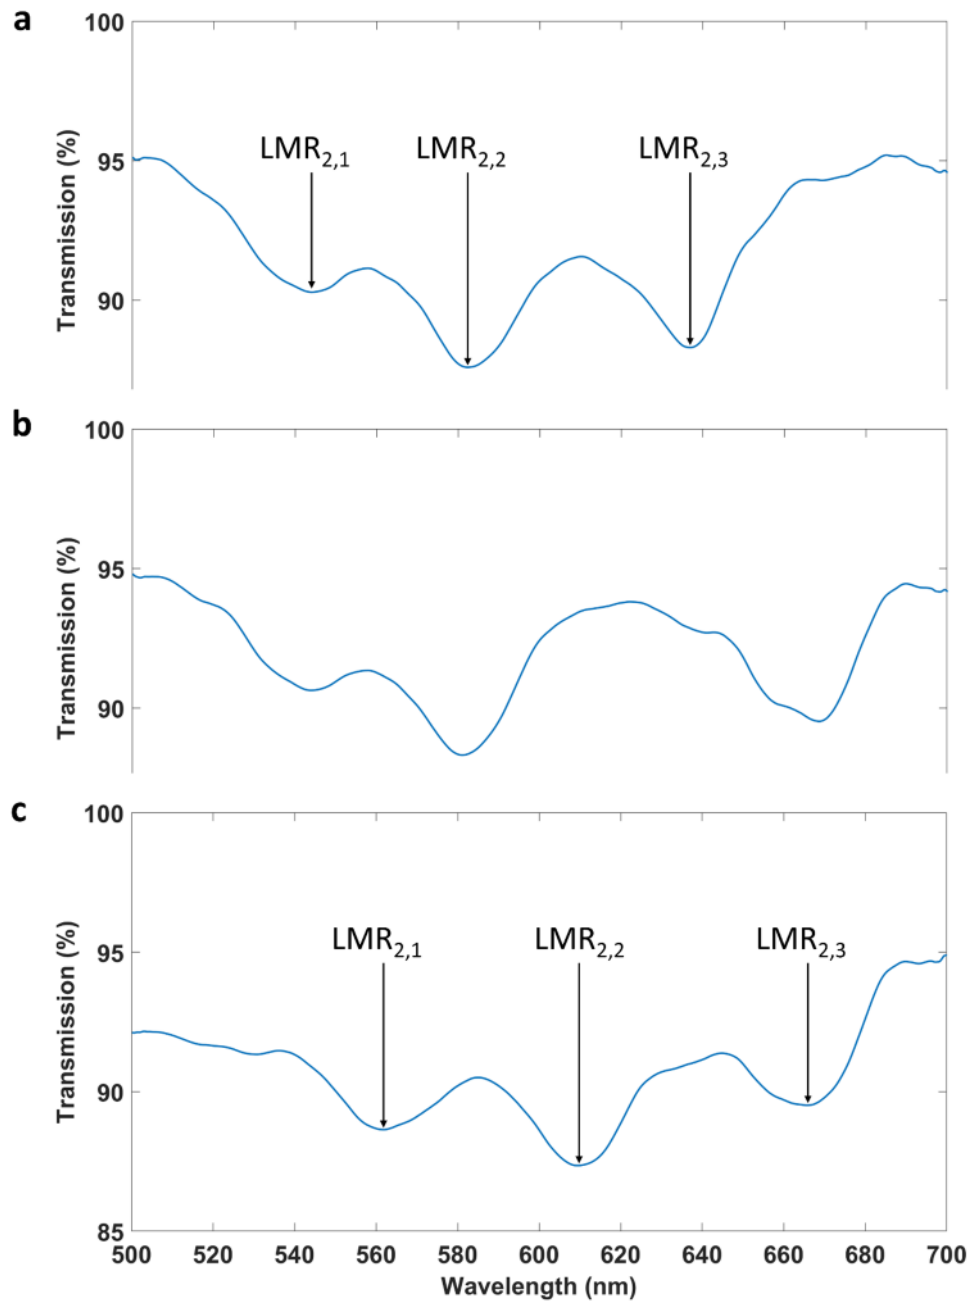 a
100
95
90
Transmission (%)
LMR2,1 LMR2,2 LMR2,3
b
100
95
90
Transmission (%)
c
100
95
90
85
Transmission (%)
LMR2,1 LMR2,2 LMR2,3
500 520 540 560 580 600 620 640 660 680 700
Wavelength (nm)